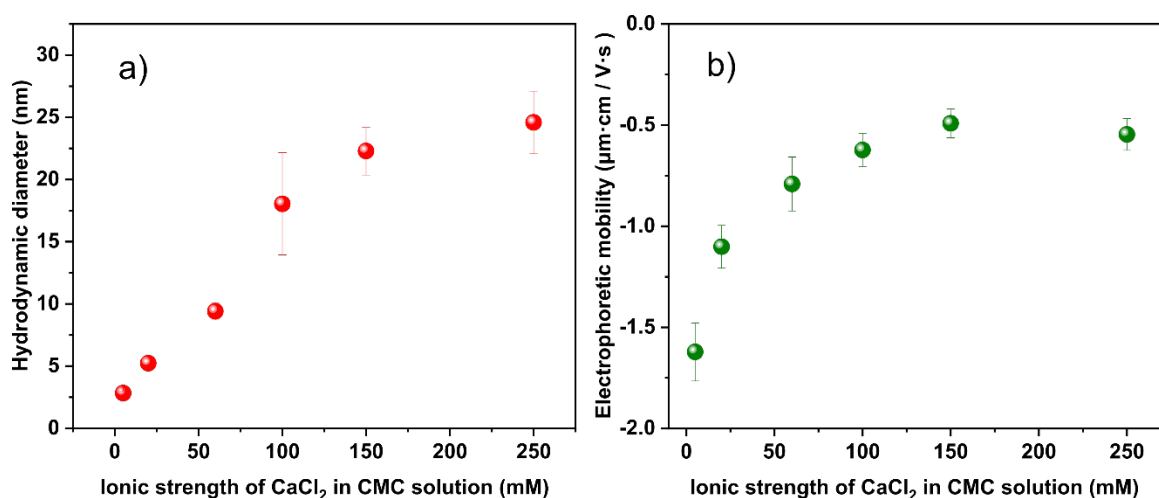 a)
Hydrodynamic diameter (nm)
30
25
20
15
10
5
0
0 50 100 150 200 250
Ionic strength of CaCl₂ in CMC solution (mM)
b)
Electrophoretic mobility (µm·cm / V·s)
0.0
-0.5
-1.0
-1.5
-2.0
0 50 100 150 200 250
Ionic strength of CaCl₂ in CMC solution (mM)